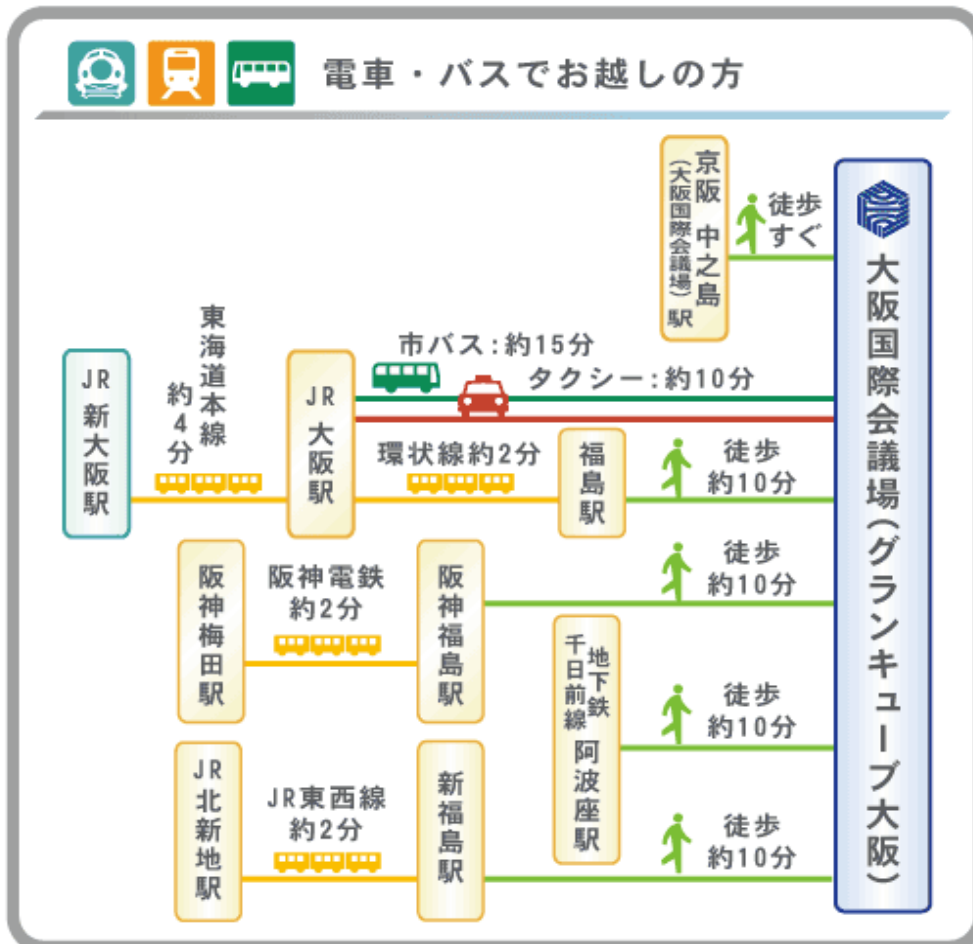 電車・バスでお越しの方
京阪 中之島
(大阪国際会議場)駅
徒歩
すぐ
大阪国際会議場(グランキューブ大阪)
JR 新大阪駅
東海道本線
約4分
JR 大阪駅
市バス:約15分
タクシー:約10分
環状線約2分
福島駅
徒歩
約10分
阪神梅田駅
阪神電鉄
約2分
阪神福島駅
徒歩
約10分
地下鉄
千日前線
阿波座駅
徒歩
約10分
JR北新地駅
JR東西線
約2分
新福島駅
徒歩
約10分